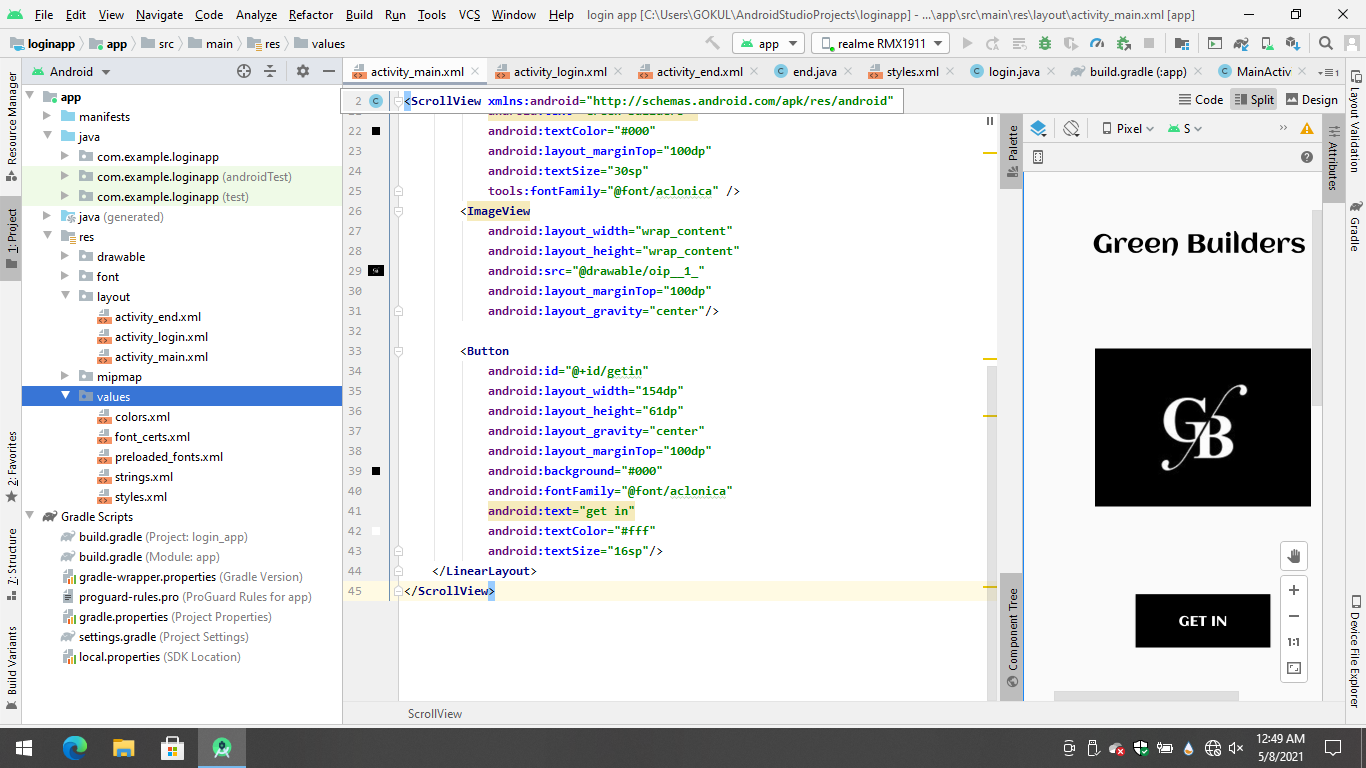 File Edit View Navigate Code Analyze Refactor Build Run Tools VCS Window Help login app [C:\Users\GOKUL\AndroidStudioProjects\loginapp] - ...\app\src\main\res\layout\activity_main.xml [app]
loginapp app src main res values app realme RMX1911
Android activity_main.xml activity_login.xml activity_end.xml end.java styles.xml login.java build.gradle (:app) MainActiv
2 <ScrollView xmlns:android="http://schemas.android.com/apk/res/android" Code Split Design
22 android:textColor="#000"
23 android:layout_marginTop="100dp"
24 android:textSize="30sp"
25 tools:fontFamily="@font/aclonica" />
26 <ImageView
27 android:layout_width="wrap_content"
28 android:layout_height="wrap_content"
29 android:src="@drawable/oip__1_"
30 android:layout_marginTop="100dp"
31 android:layout_gravity="center"/>
32
33 <Button
34 android:id="@+id/getin"
35 android:layout_width="154dp"
36 android:layout_height="61dp"
37 android:layout_gravity="center"
38 android:layout_marginTop="100dp"
39 android:background="#000"
40 android:fontFamily="@font/aclonica"
41 android:text="get in"
42 android:textColor="#fff"
43 android:textSize="16sp"/>
44 </LinearLayout>
45 </ScrollView>
ScrollView
app
manifests
java
com.example.loginapp
com.example.loginapp (androidTest)
com.example.loginapp (test)
java (generated)
res
drawable
font
layout
activity_end.xml
activity_login.xml
activity_main.xml
mipmap
values
colors.xml
font_certs.xml
preloaded_fonts.xml
strings.xml
styles.xml
Gradle Scripts
build.gradle (Project: login_app)
build.gradle (Module: app)
gradle-wrapper.properties (Gradle Version)
proguard-rules.pro (ProGuard Rules for app)
gradle.properties (Project Properties)
settings.gradle (Project Settings)
local.properties (SDK Location)
Resource Manager
1: Project
2: Favorites
7: Structure
Build Variants
Palette
Component Tree
Pixel S
Green Builders
GB
GET IN
1:1
Attributes
Layout Validation
Gradle
Device File Explorer
12:49 AM
5/8/2021